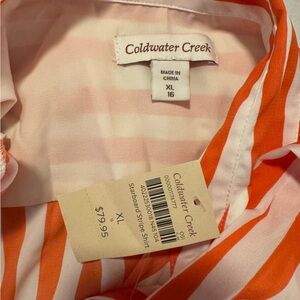 Coldwater Creek
MADE IN
CHINA
XL
16
Coldwater Creek
Starboard Stripe Shirt
XL
$79.95